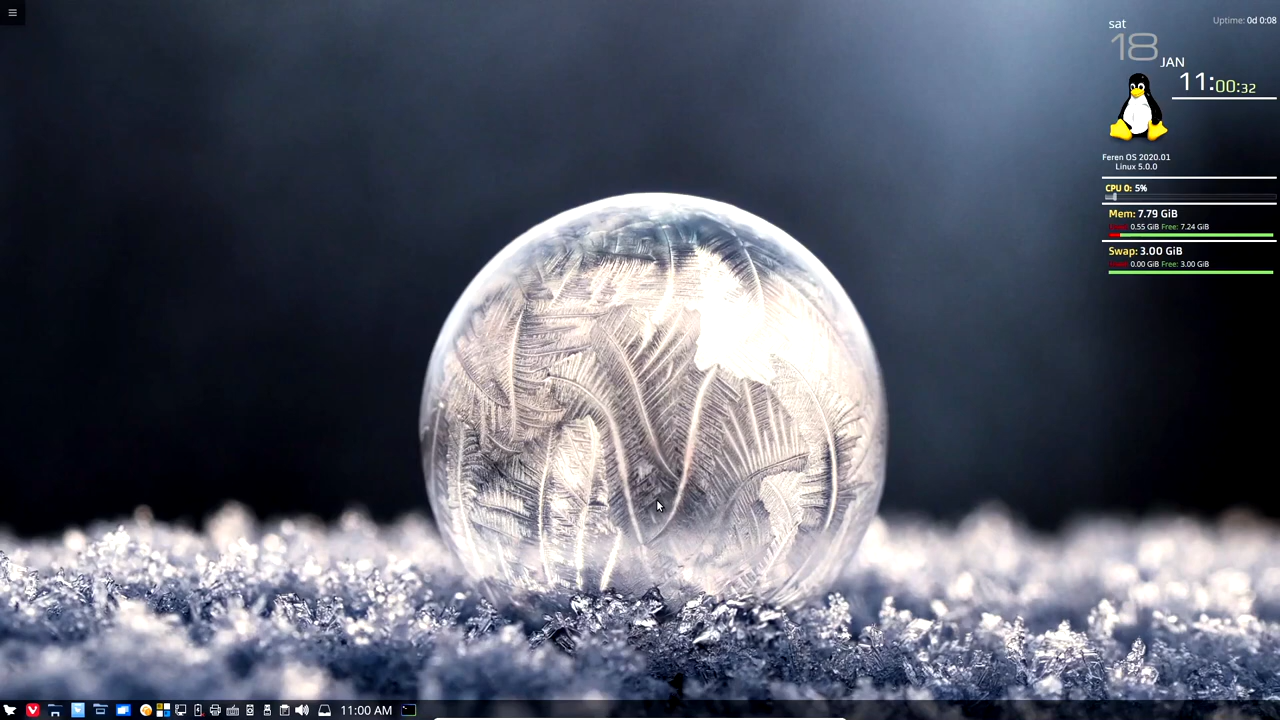 Uptime: 0d 0:08
sat
18
JAN
11:00:32
Feren OS 2020.01
Linux 5.0.0
CPU 0: 5%
Mem: 7.79 GiB
0.55 GiB Free: 7.24 GiB
Swap: 3.00 GiB
0.00 GiB Free: 3.00 GiB
11:00 AM